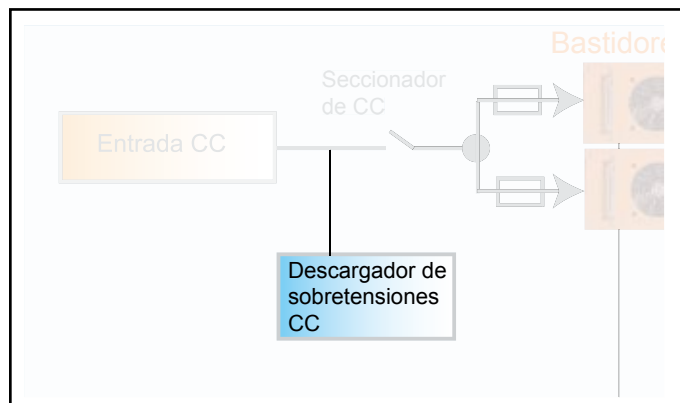 Bastidore
Seccionador
de CC
Entrada CC
Descargador de
sobretensiones
CC